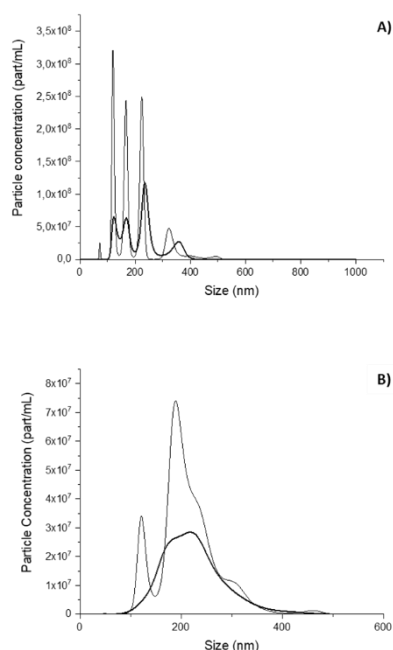 A)
Particle concentration (part/mL)
3,5x10⁸
3,0x10⁸
2,5x10⁸
2,0x10⁸
1,5x10⁸
1,0x10⁸
5,0x10⁷
0,0
0 200 400 600 800 1000
Size (nm)
B)
Particle Concentration (part/mL)
8x10⁷
7x10⁷
6x10⁷
5x10⁷
4x10⁷
3x10⁷
2x10⁷
1x10⁷
0
0 200 400 600
Size (nm)